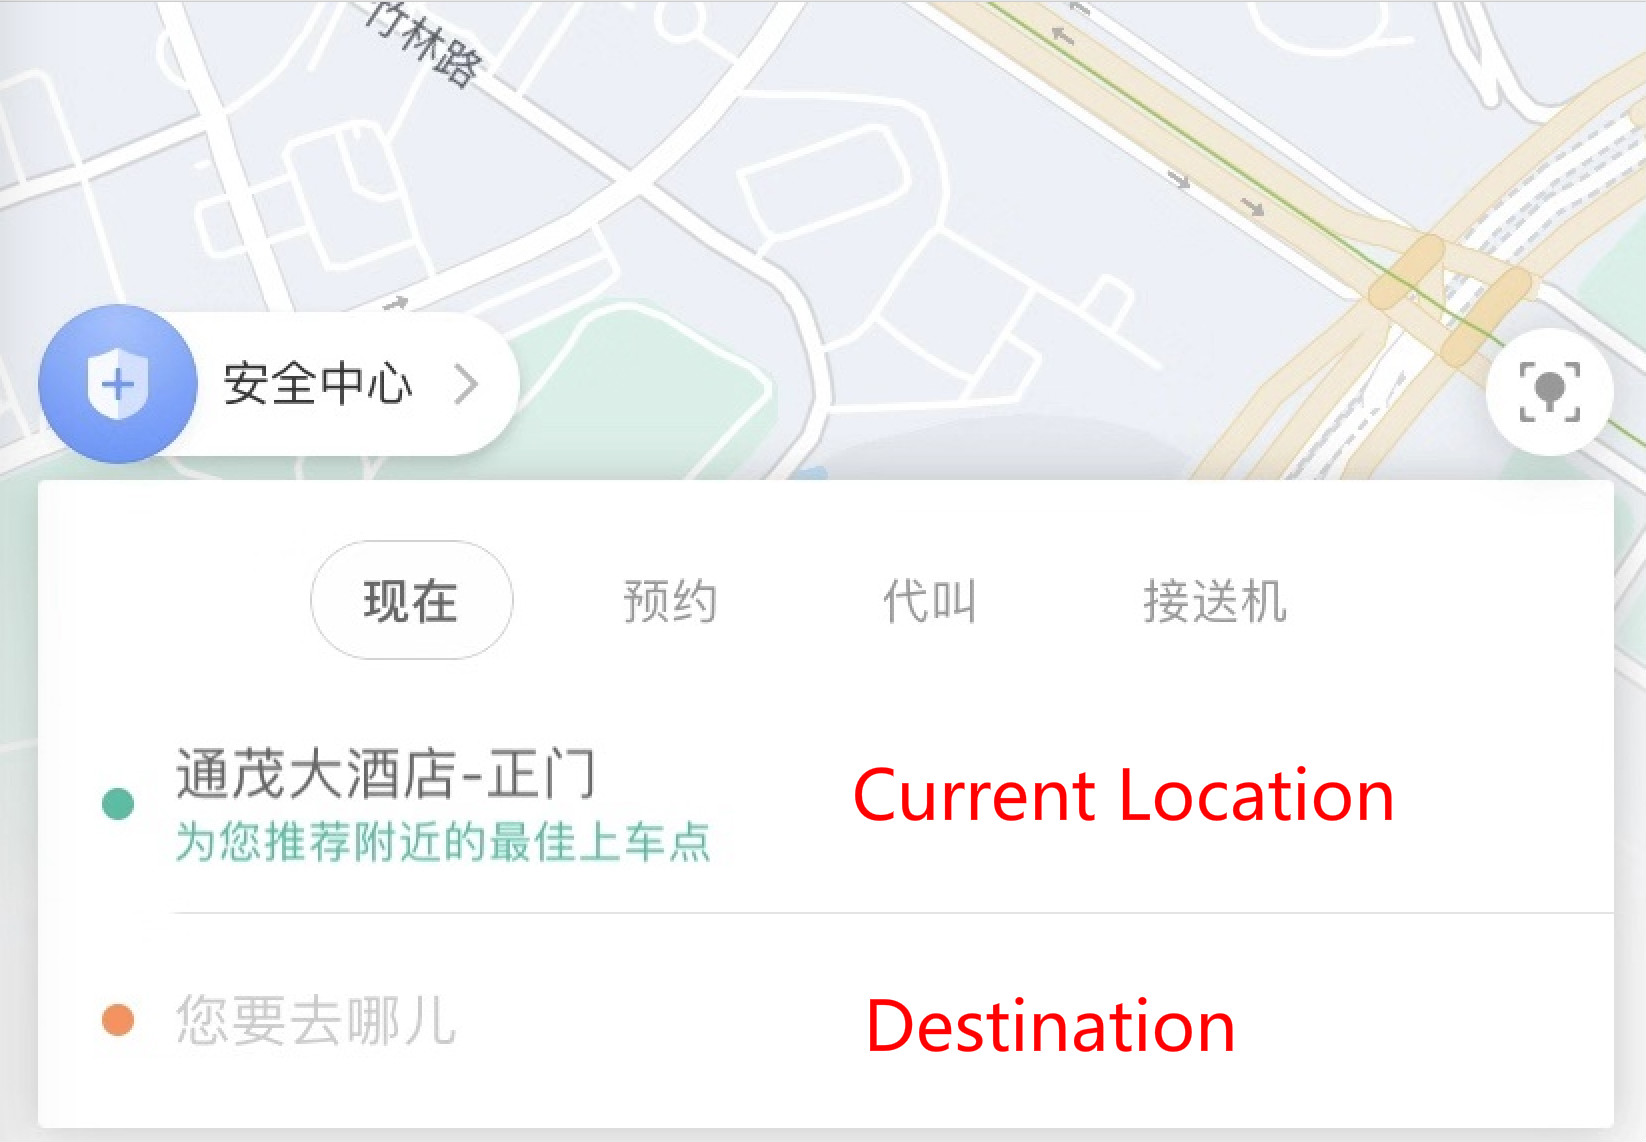 竹林路
安全中心
现在 预约 代叫 接送机
通茂大酒店-正门
Current Location
为您推荐附近的最佳上车点
您要去哪儿
Destination